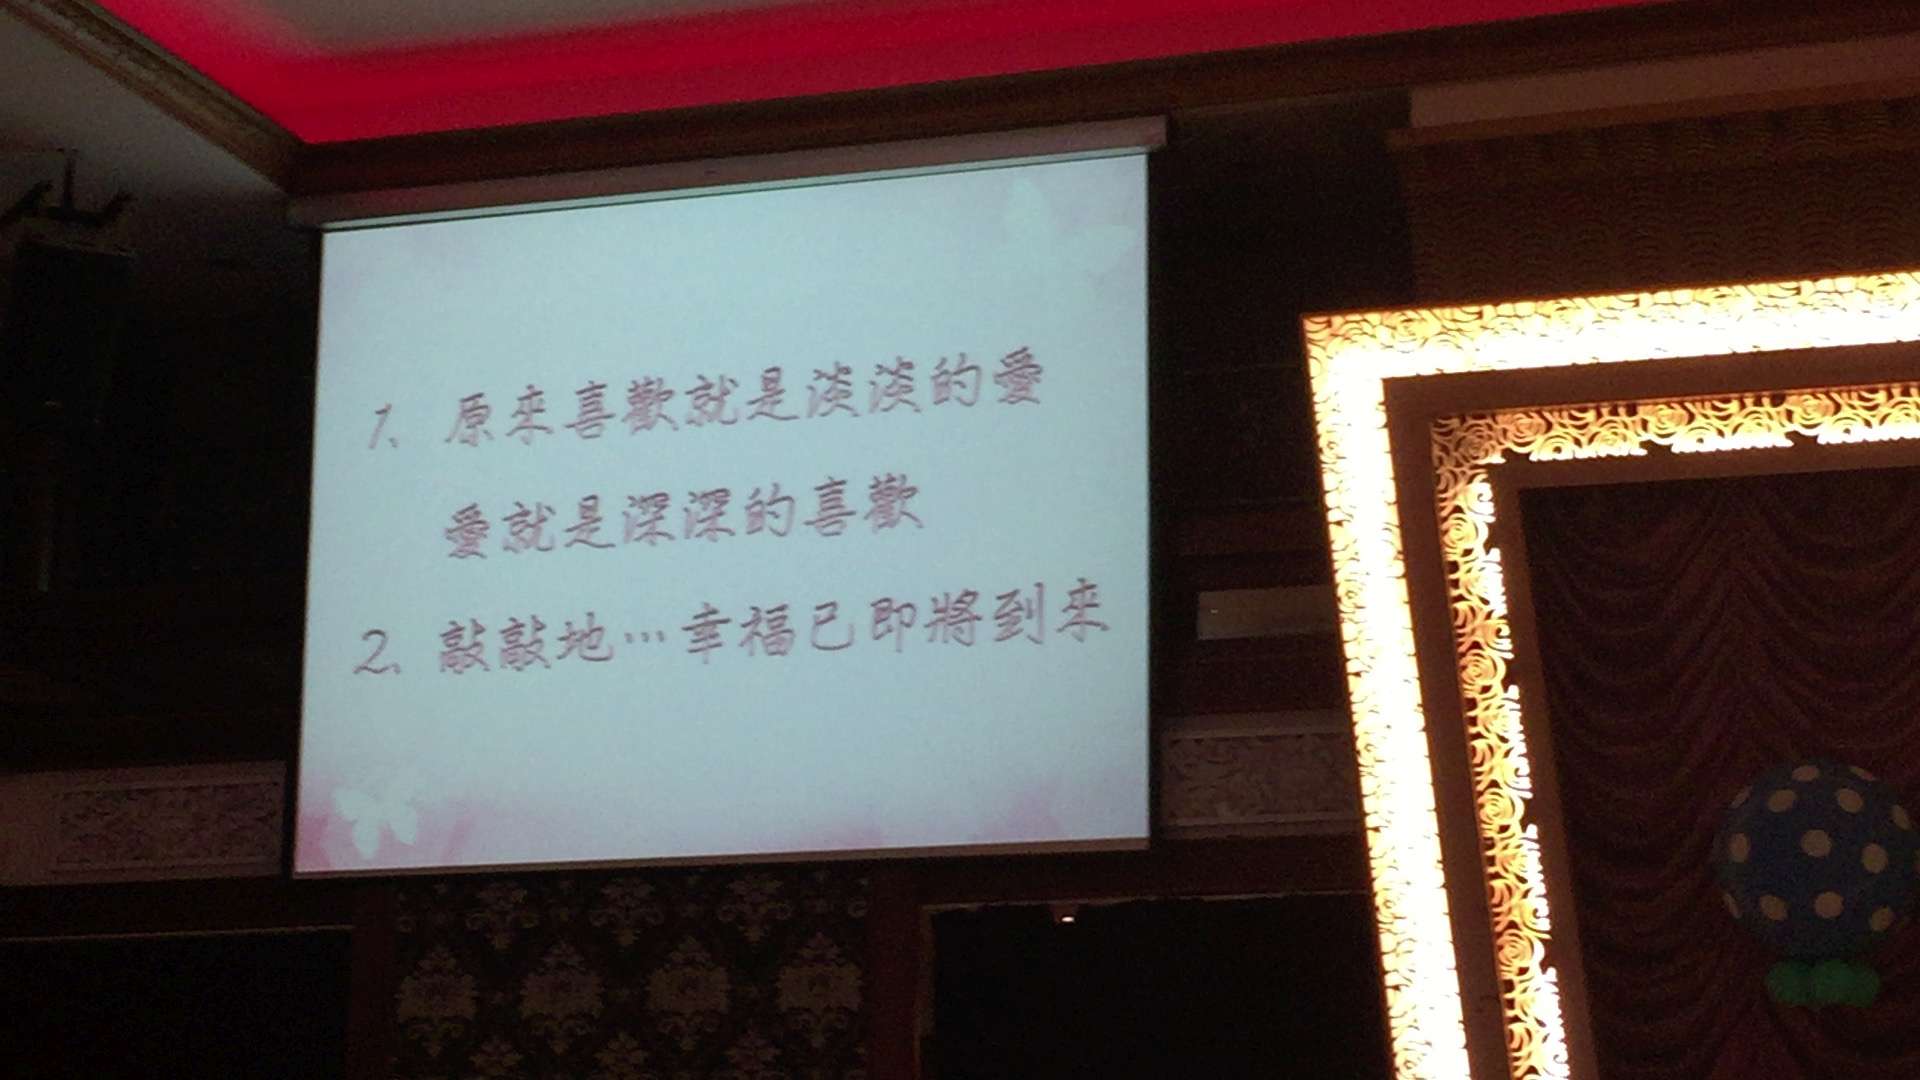 1. 原來喜歡就是淡淡的愛
愛就是深深的喜歡
2. 敲敲地…幸福已即將到來